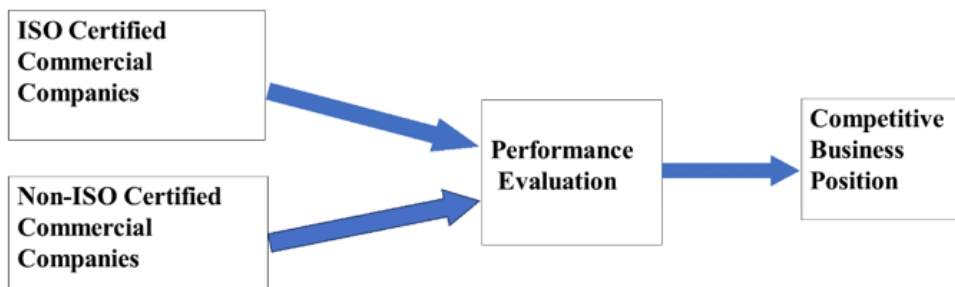 ISO Certified
Commercial
Companies
Non-ISO Certified
Commercial
Companies
Performance
Evaluation
Competitive
Business
Position